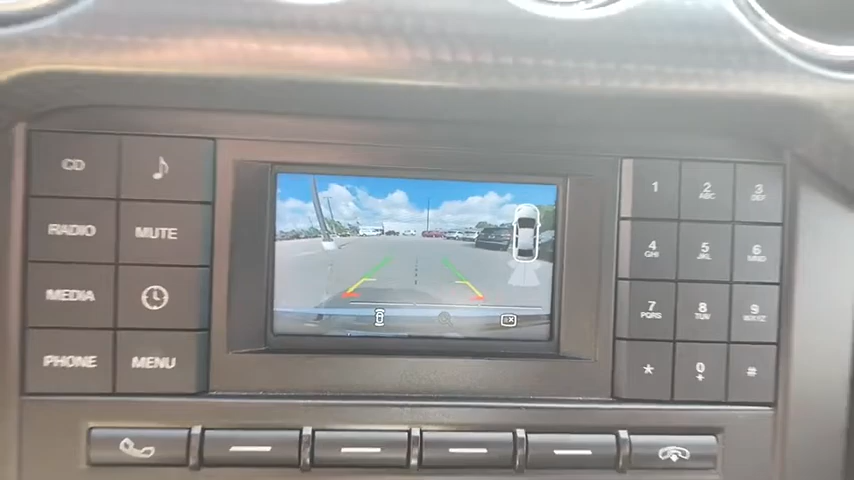 CD
RADIO
MUTE
MEDIA
PHONE
MENU
1
2 ABC
3 DEF
4 GHI
5 JKL
6 MNO
7 PQRS
8 TUV
9 WXYZ
*
0 +
#